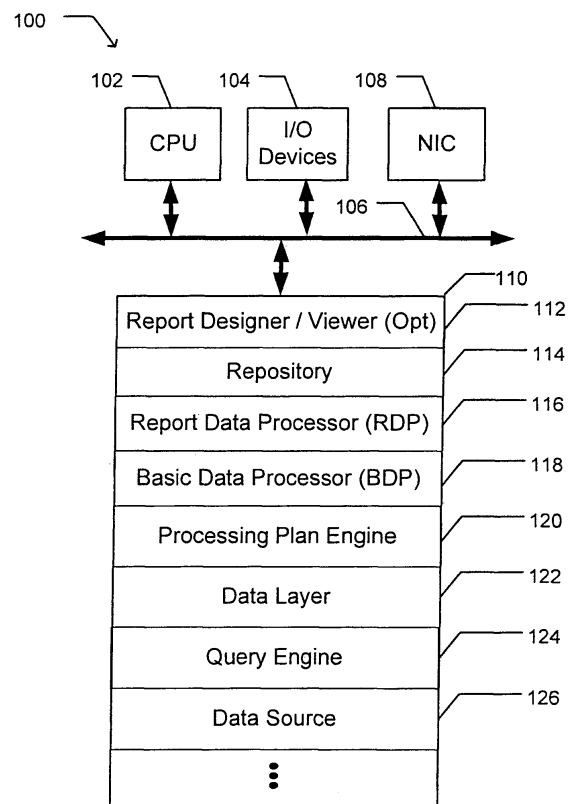 100
102
104
108
CPU
I/O
Devices
NIC
106
110
Report Designer / Viewer (Opt)
112
Repository
114
Report Data Processor (RDP)
116
Basic Data Processor (BDP)
118
Processing Plan Engine
120
Data Layer
122
Query Engine
124
Data Source
126